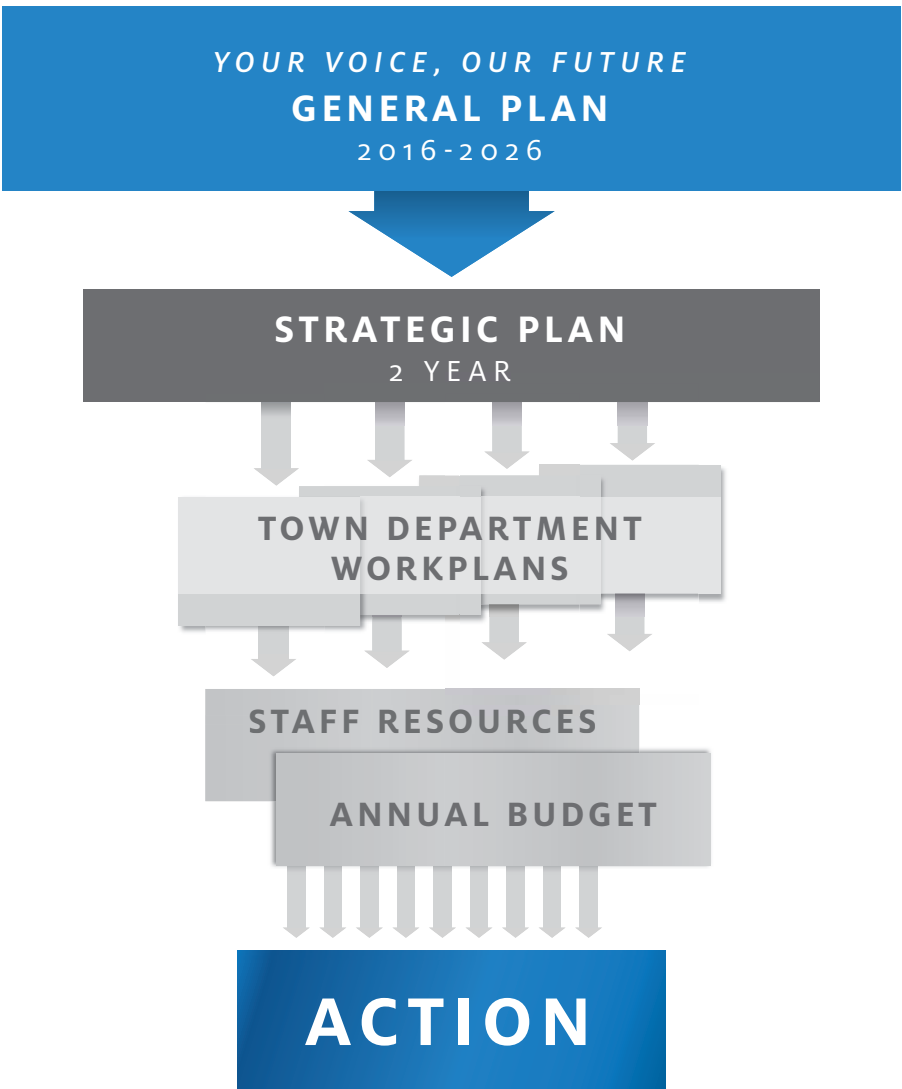 YOUR VOICE, OUR FUTURE
GENERAL PLAN
2016-2026
STRATEGIC PLAN
2 YEAR
TOWN DEPARTMENT
WORKPLANS
STAFF RESOURCES
ANNUAL BUDGET
ACTION